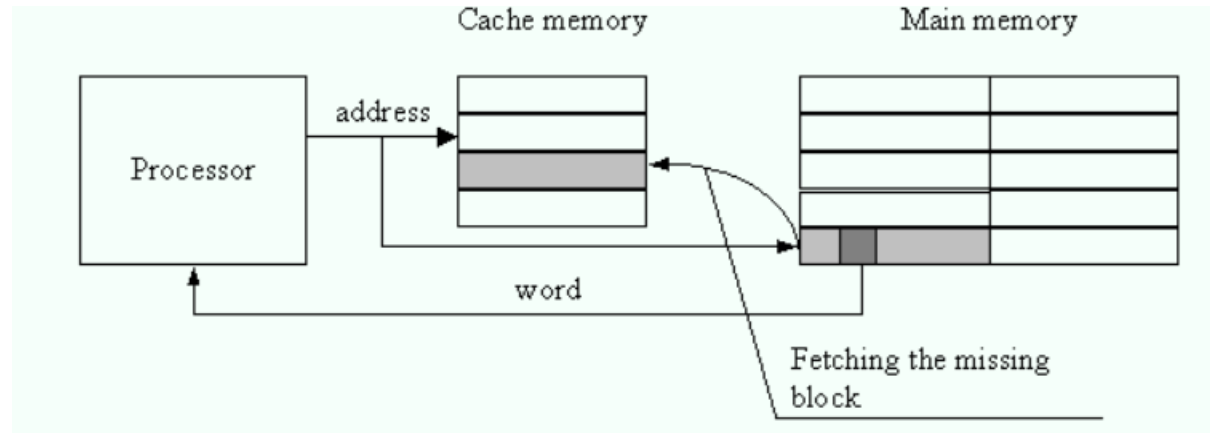 Cache memory
Main memory
address
Processor
word
Fetching the missing
block